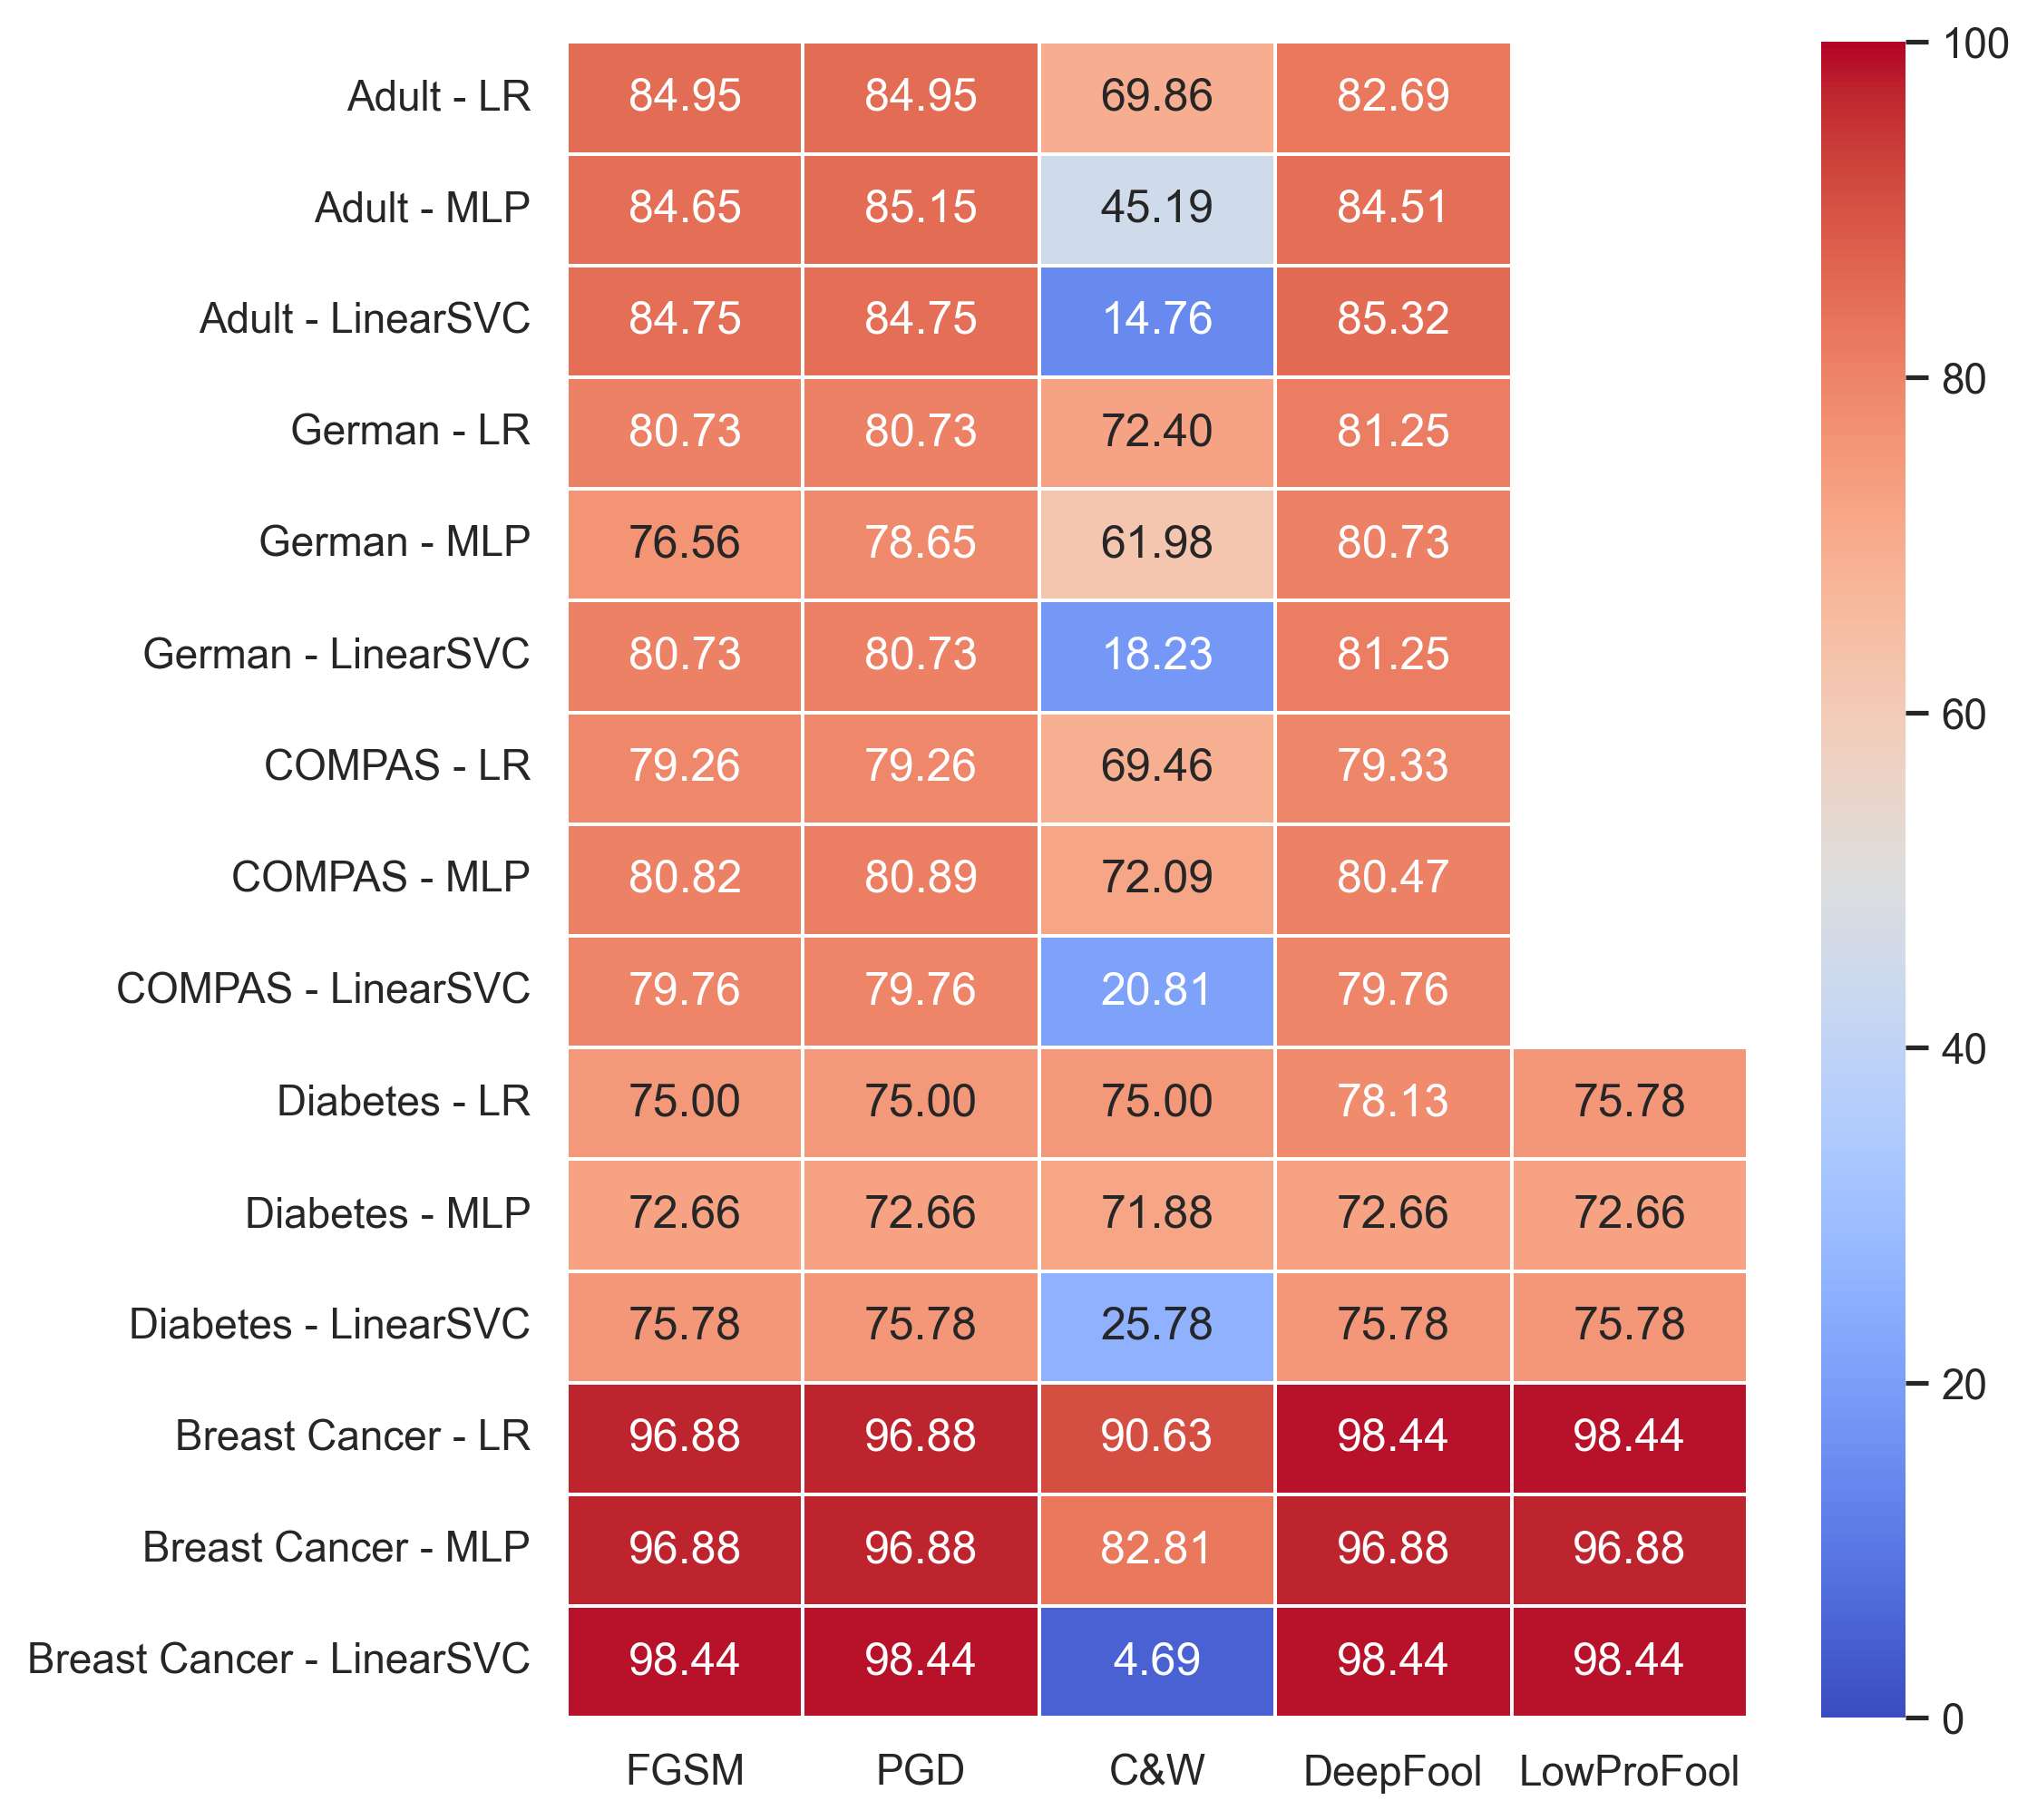 Adult - LR 84.95 84.95 69.86 82.69
Adult - MLP 84.65 85.15 45.19 84.51
Adult - LinearSVC 84.75 84.75 14.76 85.32
German - LR 80.73 80.73 72.40 81.25
German - MLP 76.56 78.65 61.98 80.73
German - LinearSVC 80.73 80.73 18.23 81.25
COMPAS - LR 79.26 79.26 69.46 79.33
COMPAS - MLP 80.82 80.89 72.09 80.47
COMPAS - LinearSVC 79.76 79.76 20.81 79.76
Diabetes - LR 75.00 75.00 75.00 78.13 75.78
Diabetes - MLP 72.66 72.66 71.88 72.66 72.66
Diabetes - LinearSVC 75.78 75.78 25.78 75.78 75.78
Breast Cancer - LR 96.88 96.88 90.63 98.44 98.44
Breast Cancer - MLP 96.88 96.88 82.81 96.88 96.88
Breast Cancer - LinearSVC 98.44 98.44 4.69 98.44 98.44
FGSM PGD C&W DeepFool LowProFool
100
80
60
40
20
0